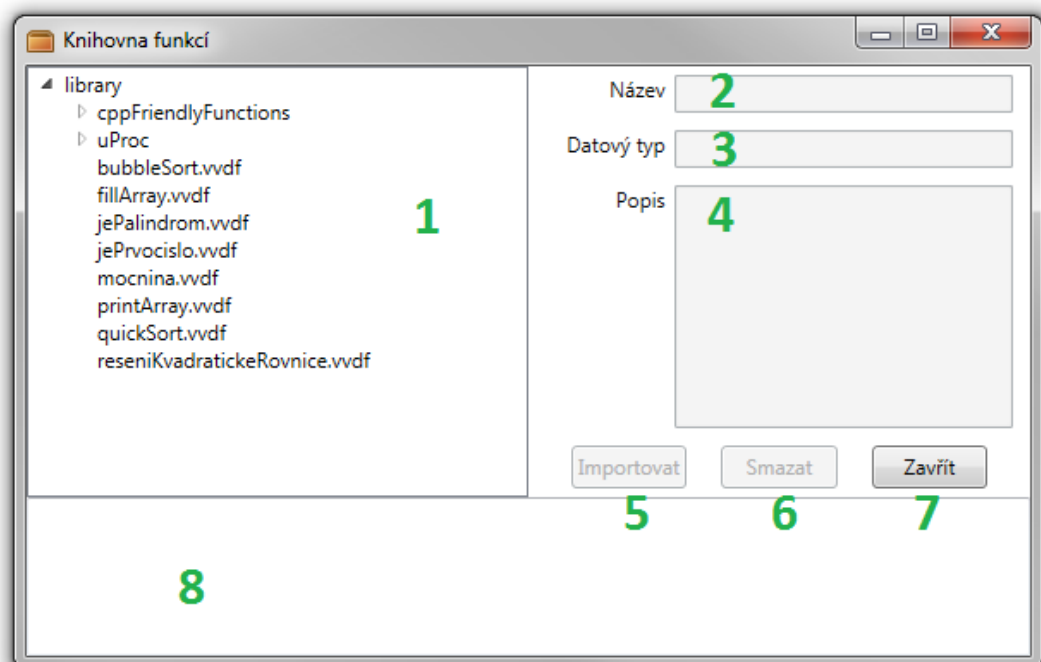 Knihovna funkcí
library
cppFriendlyFunctions
uProc
bubbleSort.vvdf
fillArray.vvdf
jePalindrom.vvdf
jePrvocislo.vvdf
mocnina.vvdf
printArray.vvdf
quickSort.vvdf
reseniKvadratickeRovnice.vvdf
1
Název 2
Datový typ 3
Popis 4
Importovat Smazat Zavřít
5 6 7
8